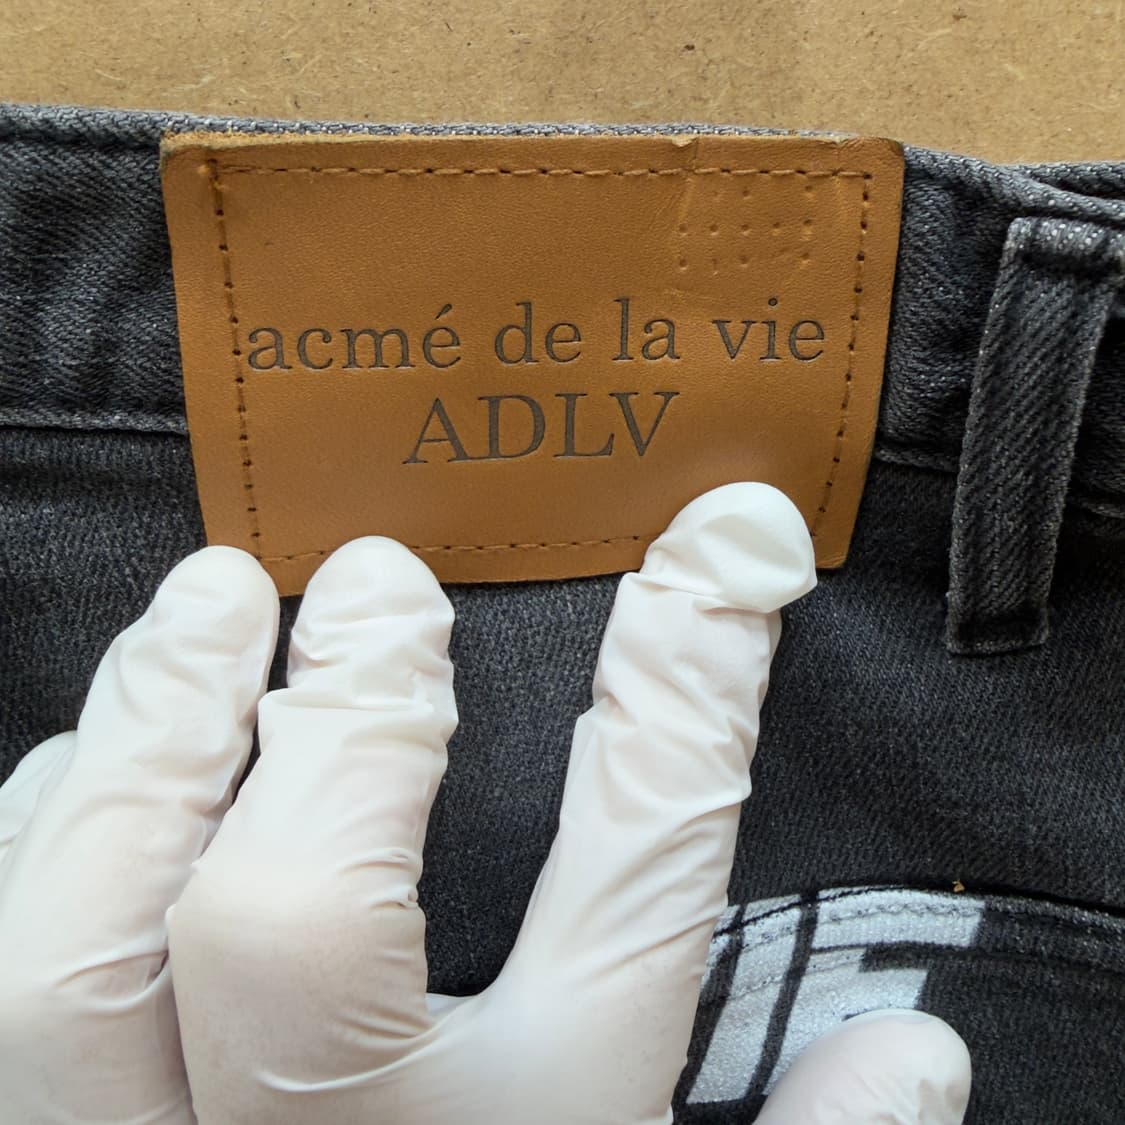 acmé de la vie
ADLV